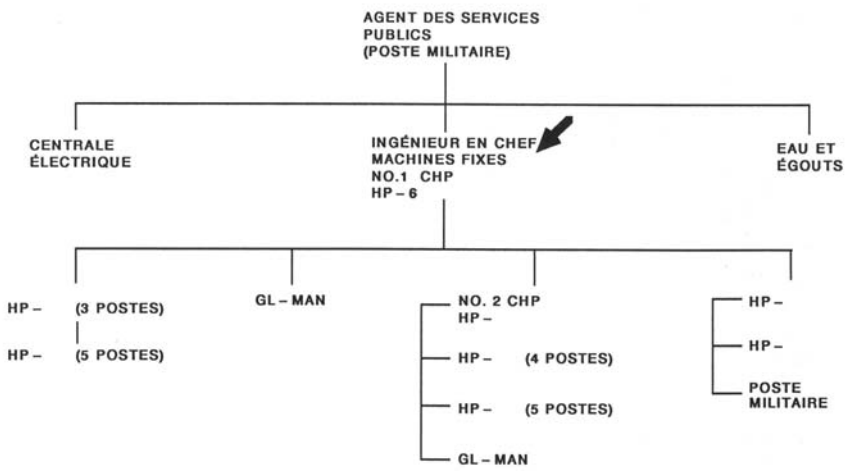 AGENT DES SERVICES
PUBLICS
(POSTE MILITAIRE)
CENTRALE
ÉLECTRIQUE
INGÉNIEUR EN CHEF
MACHINES FIXES
NO.1 CHP
HP – 6
EAU ET
ÉGOUTS
HP – (3 POSTES)
HP – (5 POSTES)
GL – MAN
NO. 2 CHP
HP –
HP – (4 POSTES)
HP – (5 POSTES)
GL – MAN
HP –
HP –
POSTE
MILITAIRE